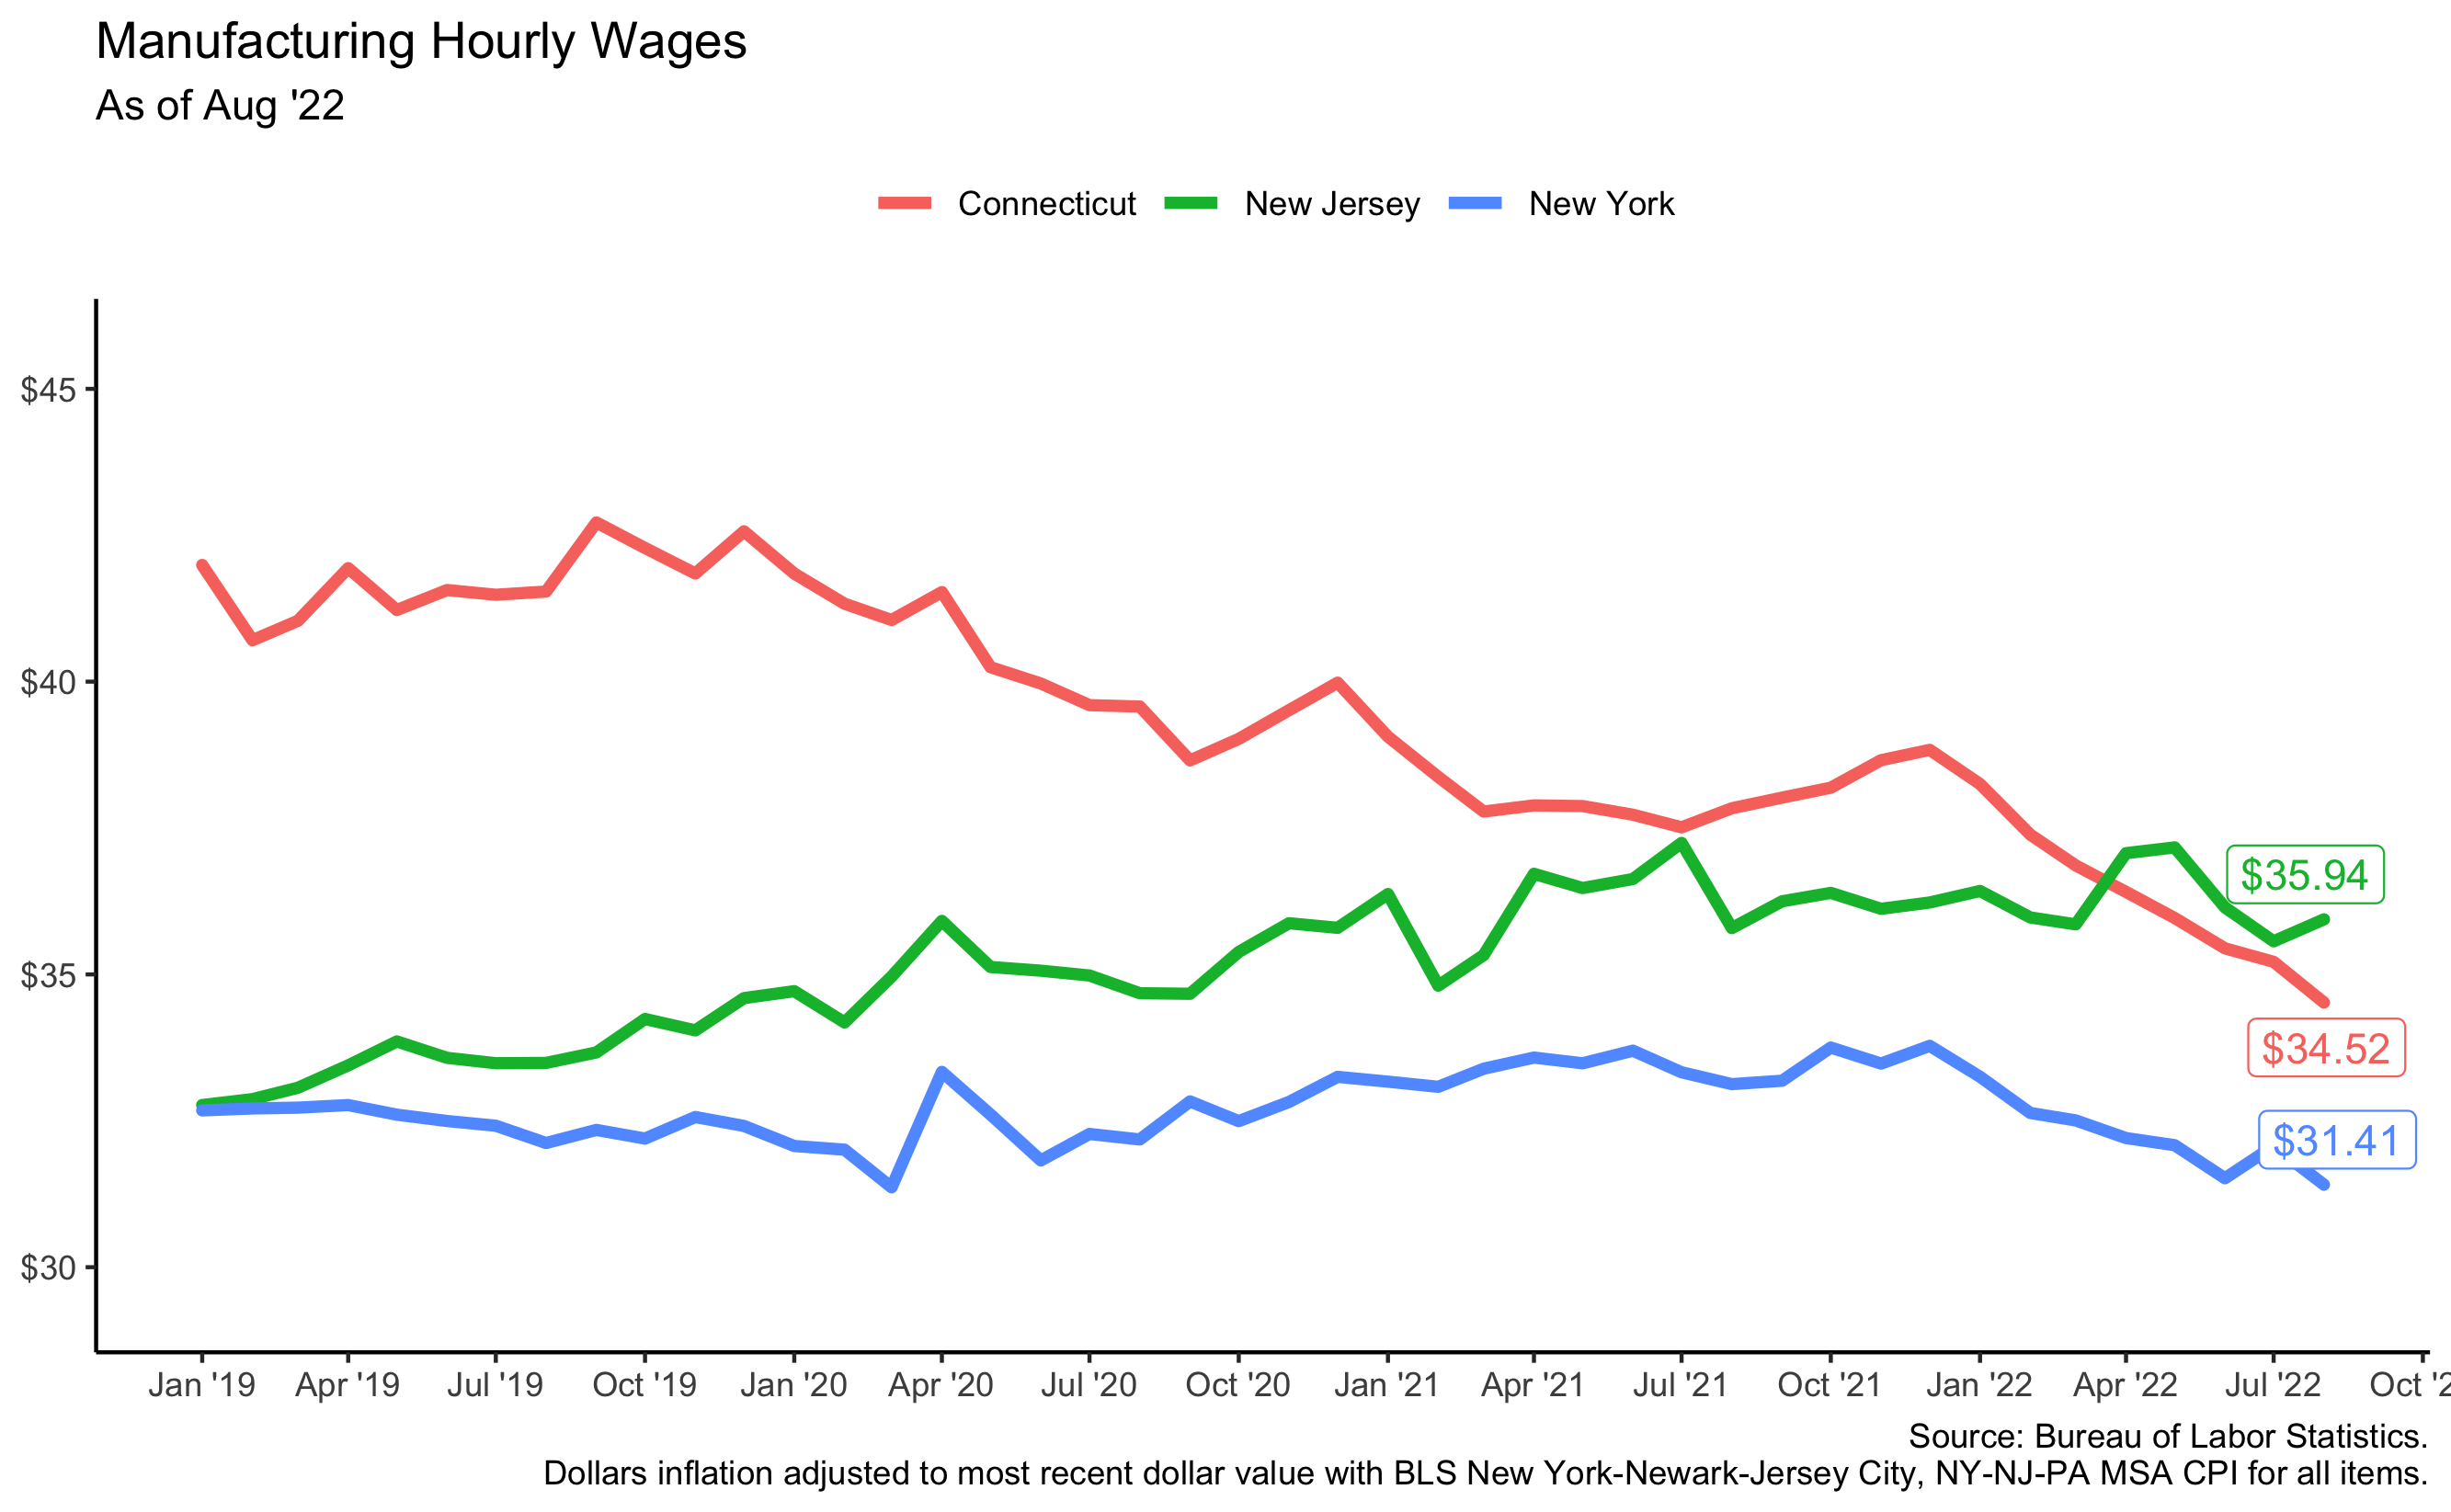 Manufacturing Hourly Wages
As of Aug '22
Connecticut New Jersey New York
$45
$40
$35
$30
$35.94
$34.52
$31.41
Jan '19 Apr '19 Jul '19 Oct '19 Jan '20 Apr '20 Jul '20 Oct '20 Jan '21 Apr '21 Jul '21 Oct '21 Jan '22 Apr '22 Jul '22 Oct '2
Source: Bureau of Labor Statistics.
Dollars inflation adjusted to most recent dollar value with BLS New York-Newark-Jersey City, NY-NJ-PA MSA CPI for all items.